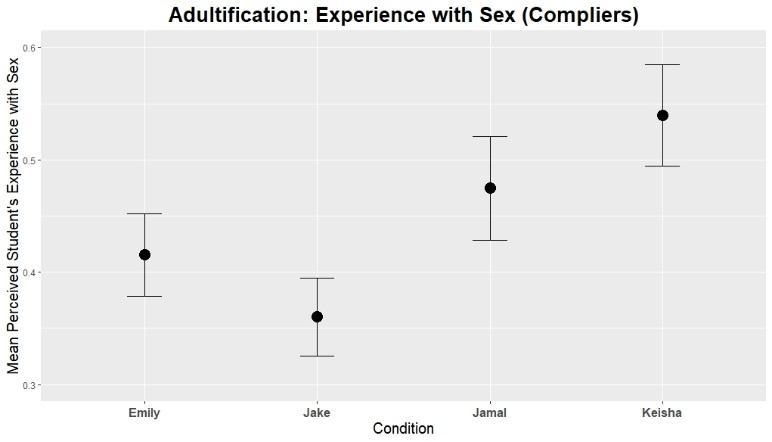 Adultification: Experience with Sex (Compliers)
Mean Perceived Student's Experience with Sex
0.6
0.5
0.4
0.3
Emily Jake Jamal Keisha
Condition